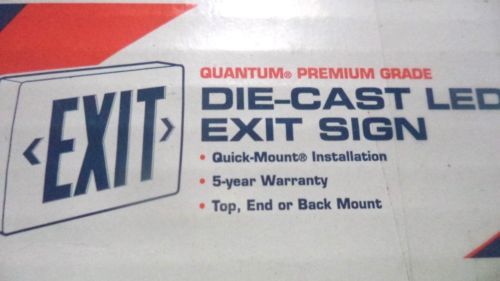 QUANTUM® PREMIUM GRADE
DIE-CAST LED
EXIT SIGN
• Quick-Mount® Installation
• 5-year Warranty
• Top, End or Back Mount
EXIT